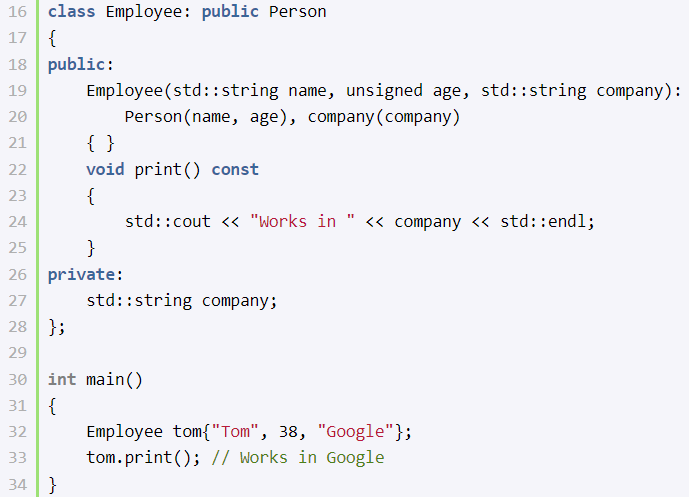 16 class Employee: public Person
17 {
18 public:
19     Employee(std::string name, unsigned age, std::string company):
20         Person(name, age), company(company)
21     { }
22     void print() const
23     {
24         std::cout << "Works in " << company << std::endl;
25     }
26 private:
27     std::string company;
28 };
29
30 int main()
31 {
32     Employee tom{"Tom", 38, "Google"};
33     tom.print(); // Works in Google
34 }